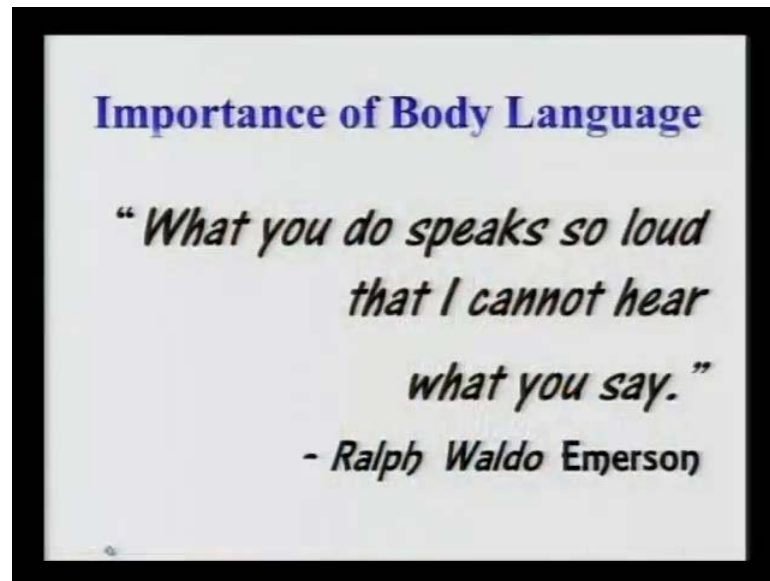 Importance of Body Language
“What you do speaks so loud
that I cannot hear
what you say.”
- Ralph Waldo Emerson